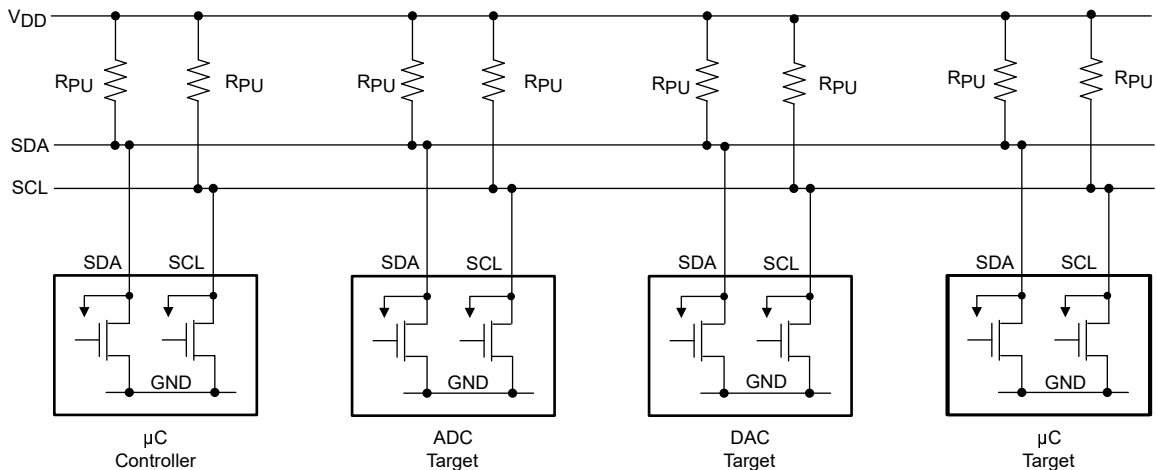 VDD
RPU RPU RPU RPU RPU RPU RPU RPU
SDA
SCL
SDA SCL SDA SCL SDA SCL SDA SCL
GND GND GND GND
µC
Controller
ADC
Target
DAC
Target
µC
Target